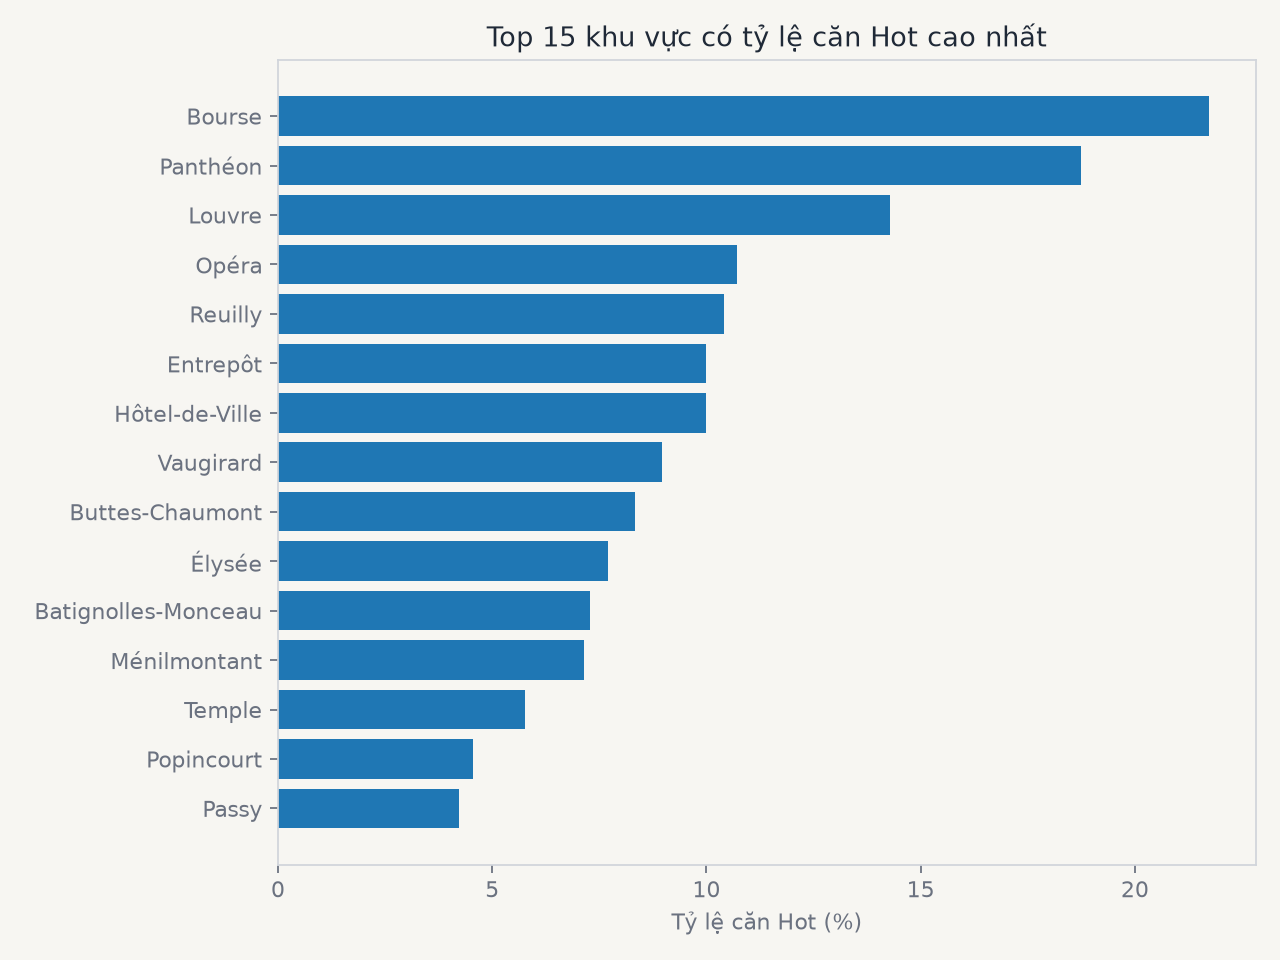 Top 15 khu vực có tỷ lệ căn Hot cao nhất
Bourse
Panthéon
Louvre
Opéra
Reuilly
Entrepôt
Hôtel-de-Ville
Vaugirard
Buttes-Chaumont
Élysée
Batignolles-Monceau
Ménilmontant
Temple
Popincourt
Passy
0 5 10 15 20
Tỷ lệ căn Hot (%)